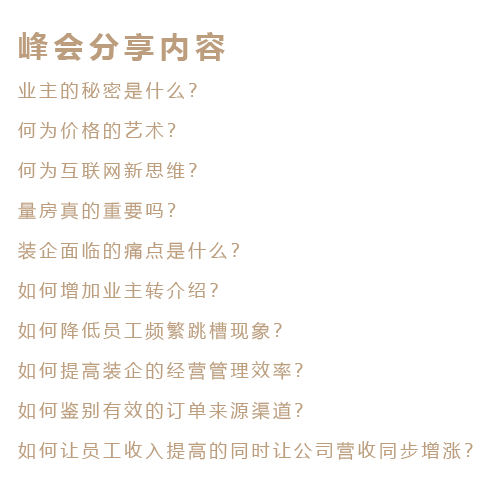 峰会分享内容
业主的秘密是什么?
何为价格的艺术?
何为互联网新思维?
量房真的重要吗?
装企面临的痛点是什么?
如何增加业主转介绍?
如何降低员工频繁跳槽现象?
如何提高装企的经营管理效率?
如何鉴别有效的订单来源渠道?
如何让员工收入提高的同时让公司营收同步增涨?